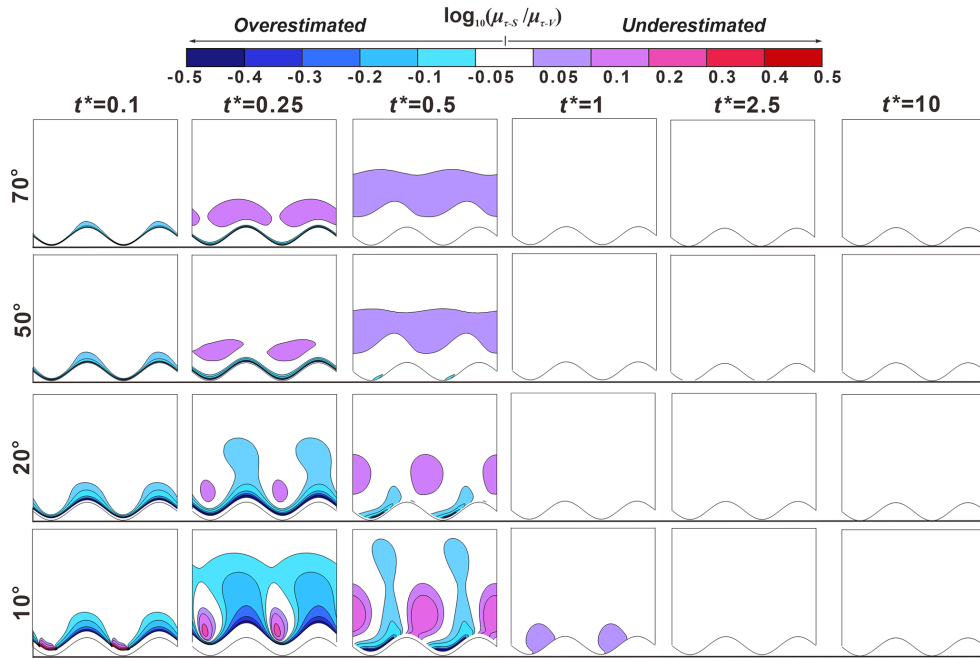 log₁₀(μτ-S /μτ-V)
Overestimated Underestimated
-0.5 -0.4 -0.3 -0.2 -0.1 -0.05 0.05 0.1 0.2 0.3 0.4 0.5
t*=0.1 t*=0.25 t*=0.5 t*=1 t*=2.5 t*=10
70°
50°
20°
10°